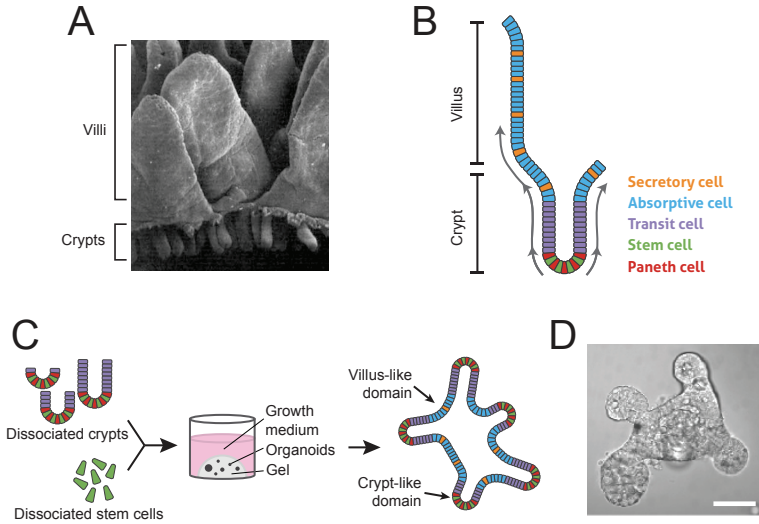 A
Villi
Crypts
B
Villus
Crypt
Secretory cell
Absorptive cell
Transit cell
Stem cell
Paneth cell
C
Dissociated crypts
Dissociated stem cells
Growth
medium
Organoids
Gel
Villus-like
domain
Crypt-like
domain
D